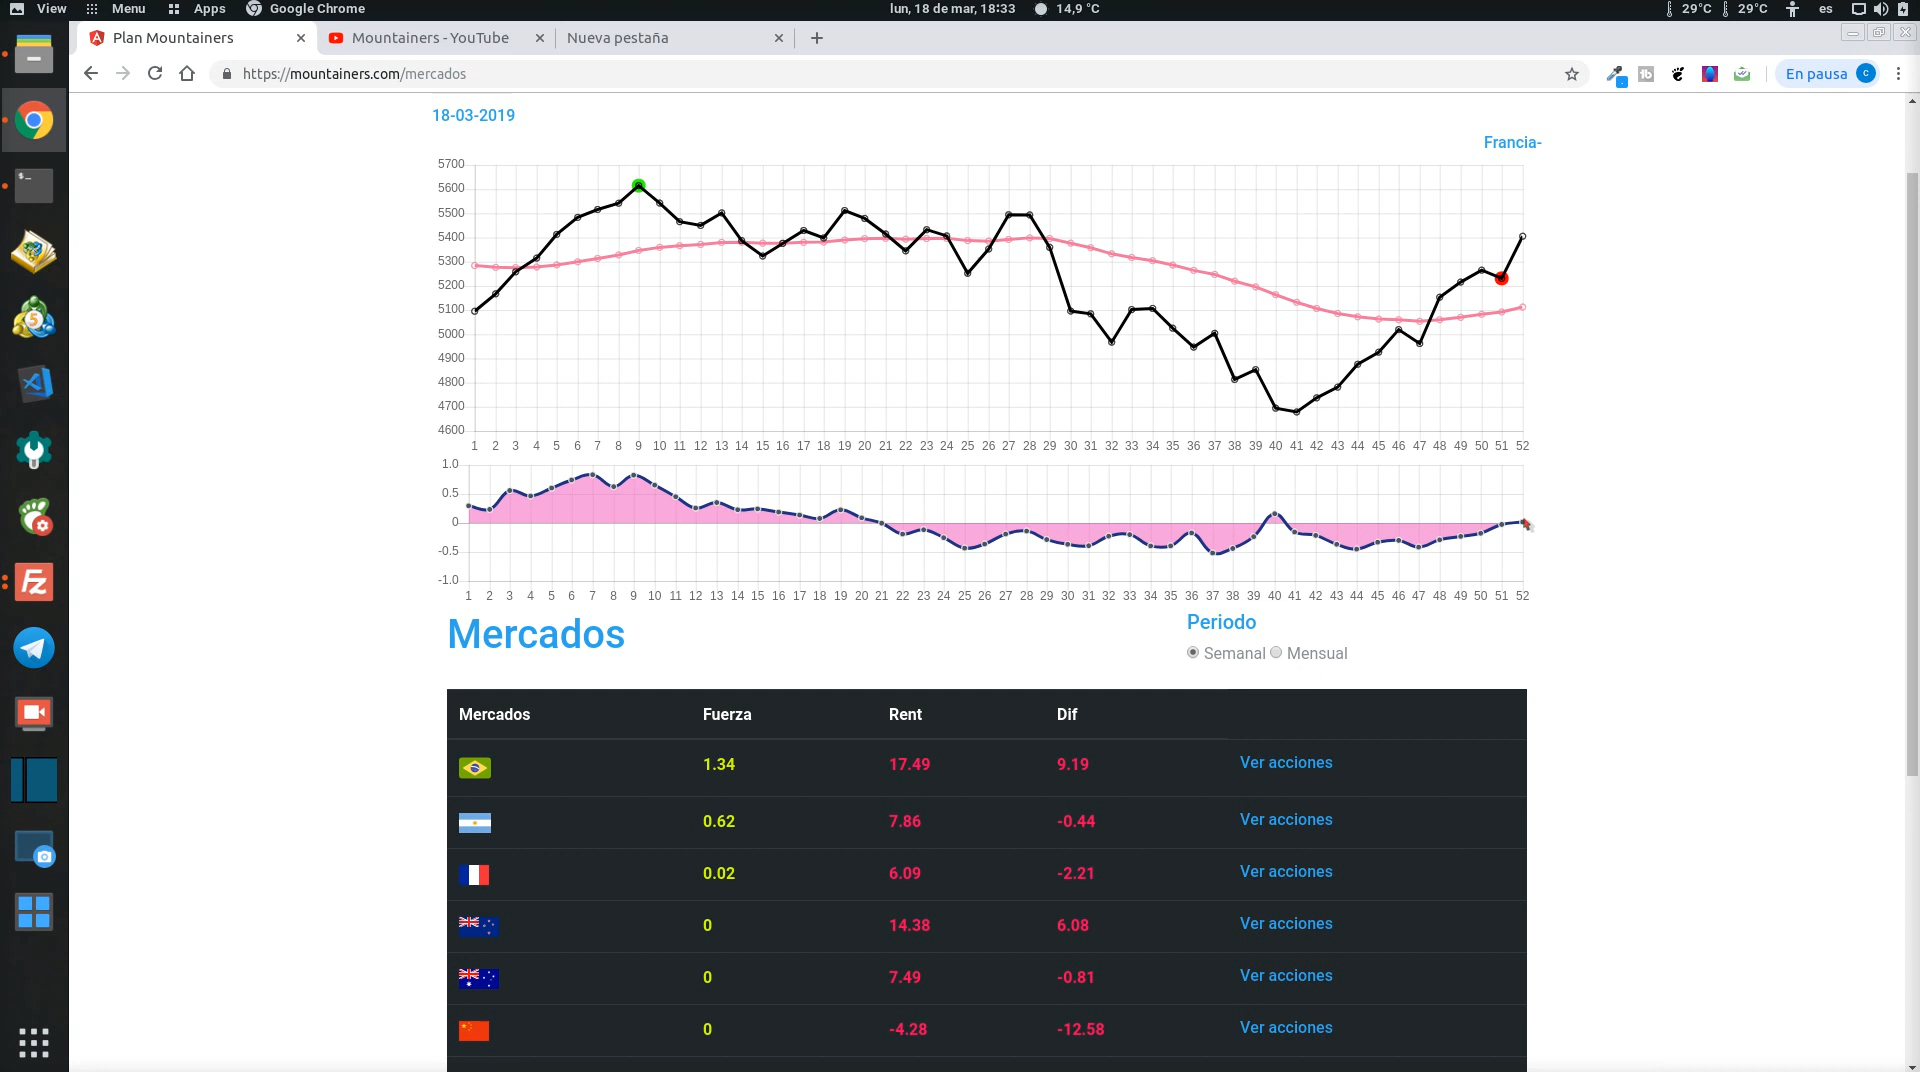 View Menu Apps Google Chrome lun, 18 de mar, 18:33 14,9 °C 29°C 29°C es
Plan Mountainers Mountainers - YouTube Nueva pestaña
https://mountainers.com/mercados En pausa C
18-03-2019
Francia-
5700
5600
5500
5400
5300
5200
5100
5000
4900
4800
4700
4600
1 2 3 4 5 6 7 8 9 10 11 12 13 14 15 16 17 18 19 20 21 22 23 24 25 26 27 28 29 30 31 32 33 34 35 36 37 38 39 40 41 42 43 44 45 46 47 48 49 50 51 52
1.0
0.5
0
-0.5
-1.0
1 2 3 4 5 6 7 8 9 10 11 12 13 14 15 16 17 18 19 20 21 22 23 24 25 26 27 28 29 30 31 32 33 34 35 36 37 38 39 40 41 42 43 44 45 46 47 48 49 50 51 52
Mercados
Periodo
Semanal Mensual
Mercados Fuerza Rent Dif
1.34 17.49 9.19 Ver acciones
0.62 7.86 -0.44 Ver acciones
0.02 6.09 -2.21 Ver acciones
0 14.38 6.08 Ver acciones
0 7.49 -0.81 Ver acciones
0 -4.28 -12.58 Ver acciones